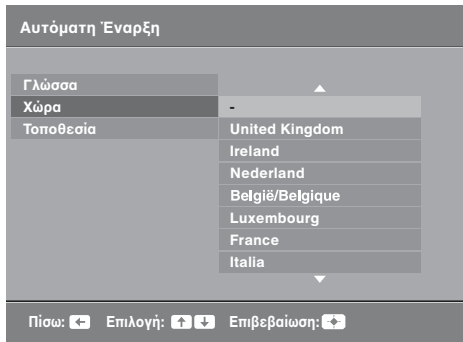 Αυτόματη Έναρξη
Γλώσσα
Χώρα
-
Τοποθεσία
United Kingdom
Ireland
Nederland
België/Belgique
Luxembourg
France
Italia
Πίσω: Επιλογή: Επιβεβαίωση: